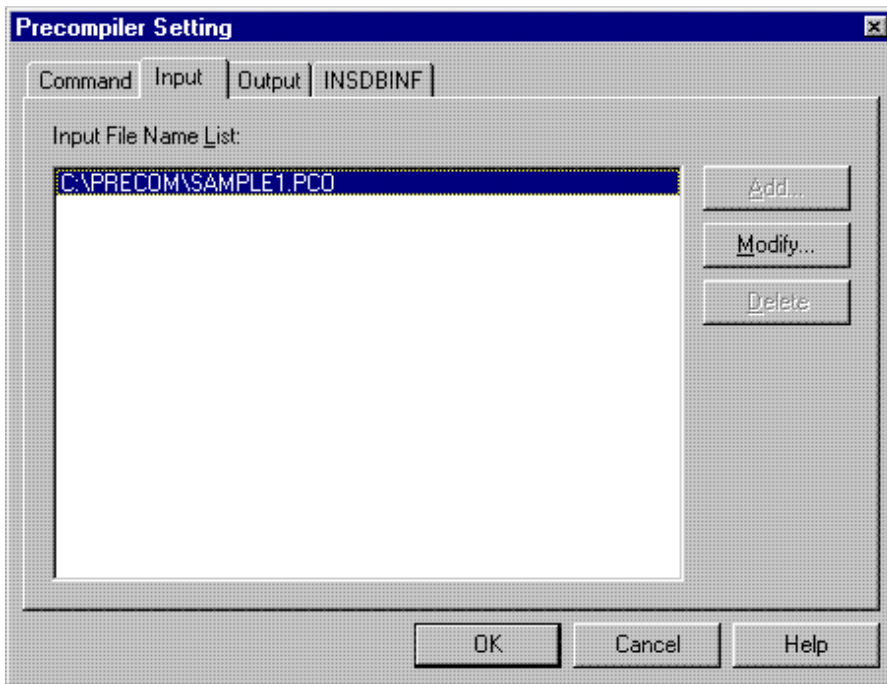 Precompiler Setting
Command Input Output INSDBINF
Input File Name List:
C:\PRECOM\SAMPLE1.PCO
Add...
Modify...
Delete
OK Cancel Help